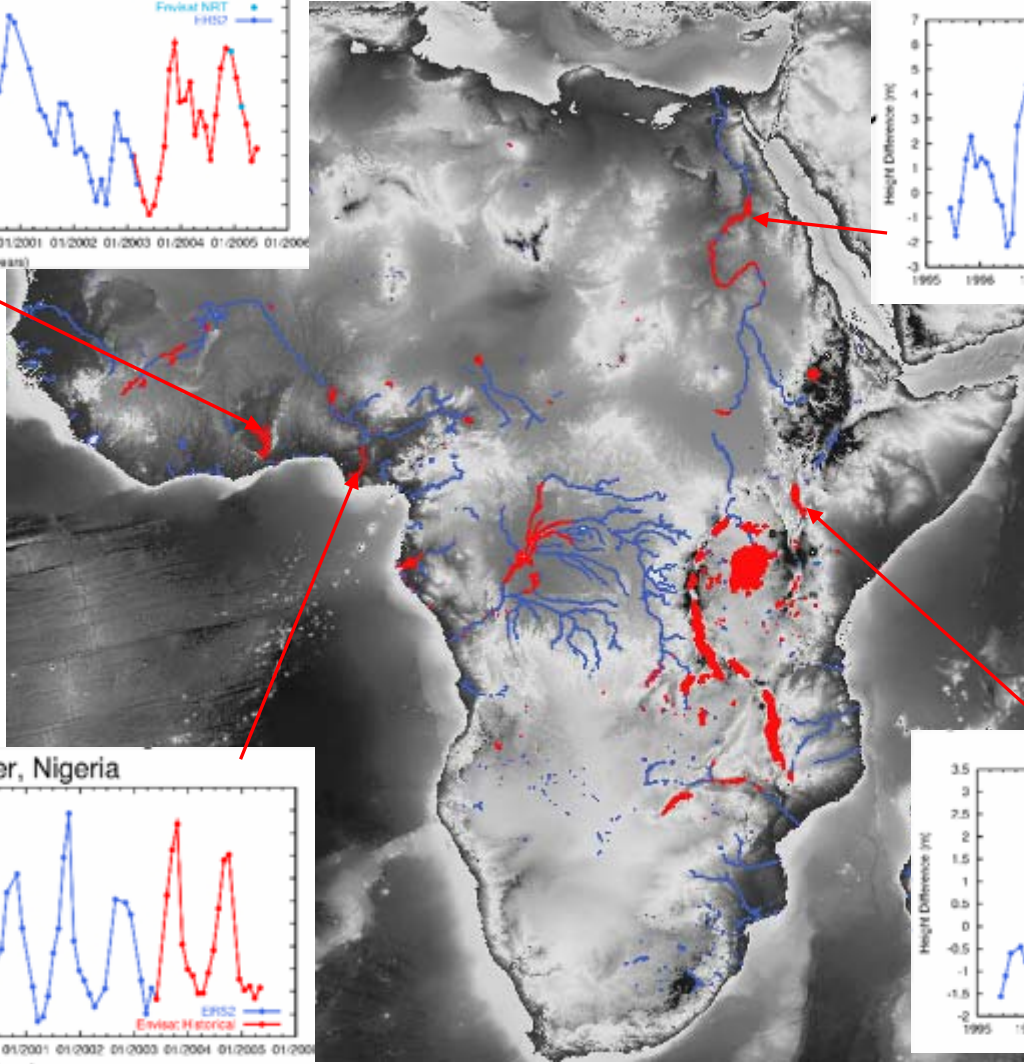 Envisat NRT
ERS2
01/2001 01/2002 01/2003 01/2004 01/2005 01/2006
ears)
Height Difference (m)
7
6
5
4
3
2
1
0
-1
-2
-3
1995 1996
er, Nigeria
ERS2
Envisat Historical
01/2001 01/2002 01/2003 01/2004 01/2005
Height Difference (m)
3.5
3
2.5
2
1.5
1
0.5
0
-0.5
-1
-1.5
-2
1995